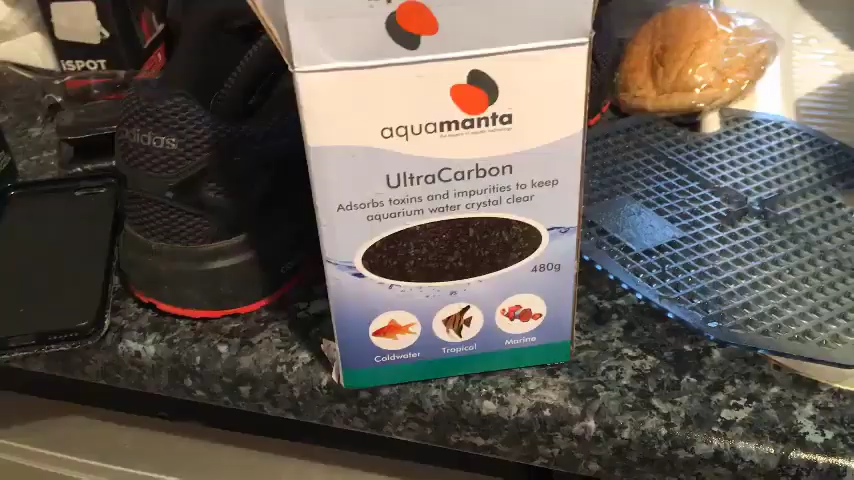 iSPOT
adidas
aquamanta
UltraCarbon
Adsorbs toxins and impurities to keep
aquarium water crystal clear
480g
Coldwater Tropical Marine